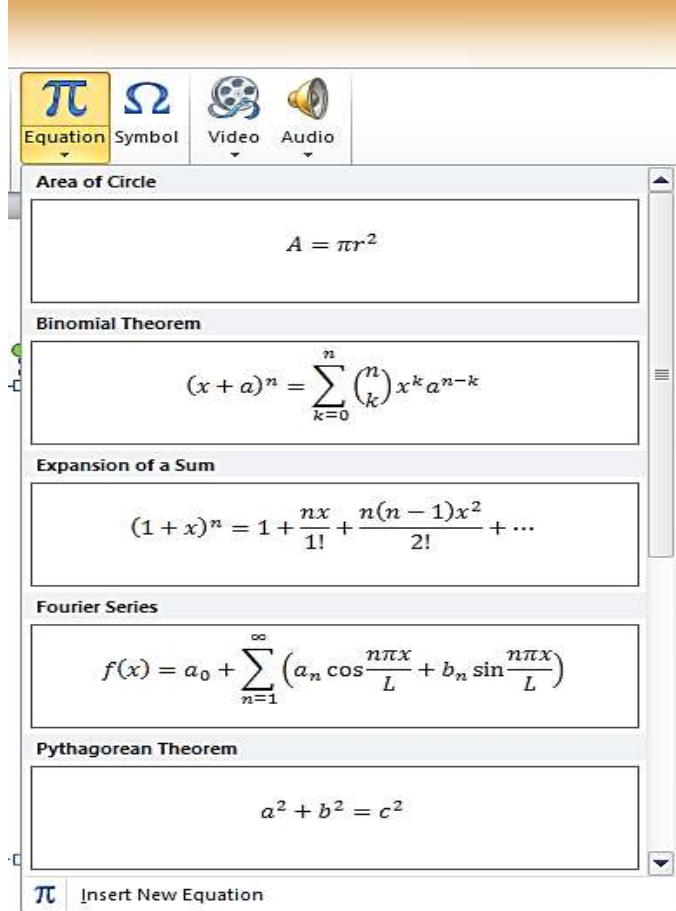 π Ω
Equation Symbol Video Audio
Area of Circle
A = πr²
Binomial Theorem
(x + a)ⁿ = ∑ₖ₌₀ⁿ (n k) xᵏaⁿ⁻ᵏ
Expansion of a Sum
(1 + x)ⁿ = 1 + nx/1! + n(n − 1)x²/2! + ⋯
Fourier Series
f(x) = a₀ + ∑ₙ₌₁^∞ (aₙ cos nπx/L + bₙ sin nπx/L)
Pythagorean Theorem
a² + b² = c²
π Insert New Equation